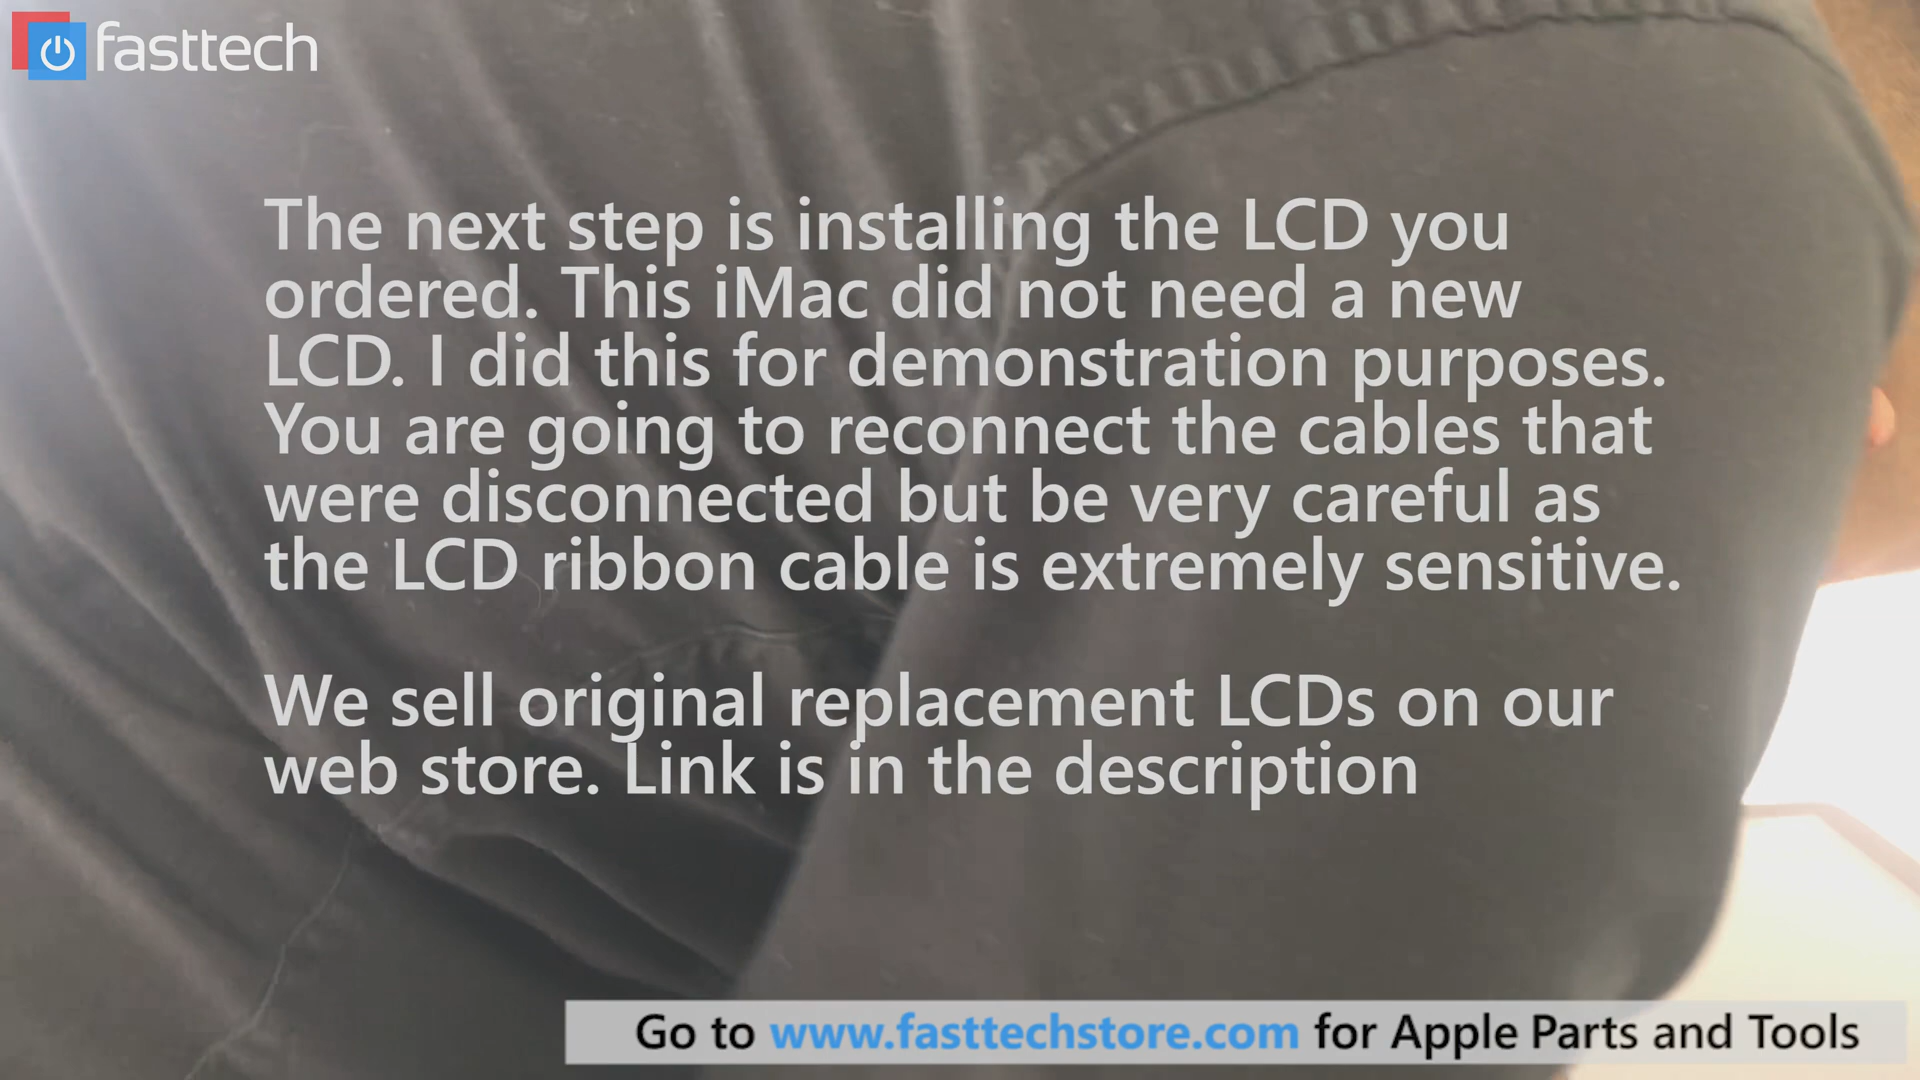 fasttech
The next step is installing the LCD you
ordered. This iMac did not need a new
LCD. I did this for demonstration purposes.
You are going to reconnect the cables that
were disconnected but be very careful as
the LCD ribbon cable is extremely sensitive.
We sell original replacement LCDs on our
web store. Link is in the description
Go to www.fasttechstore.com for Apple Parts and Tools